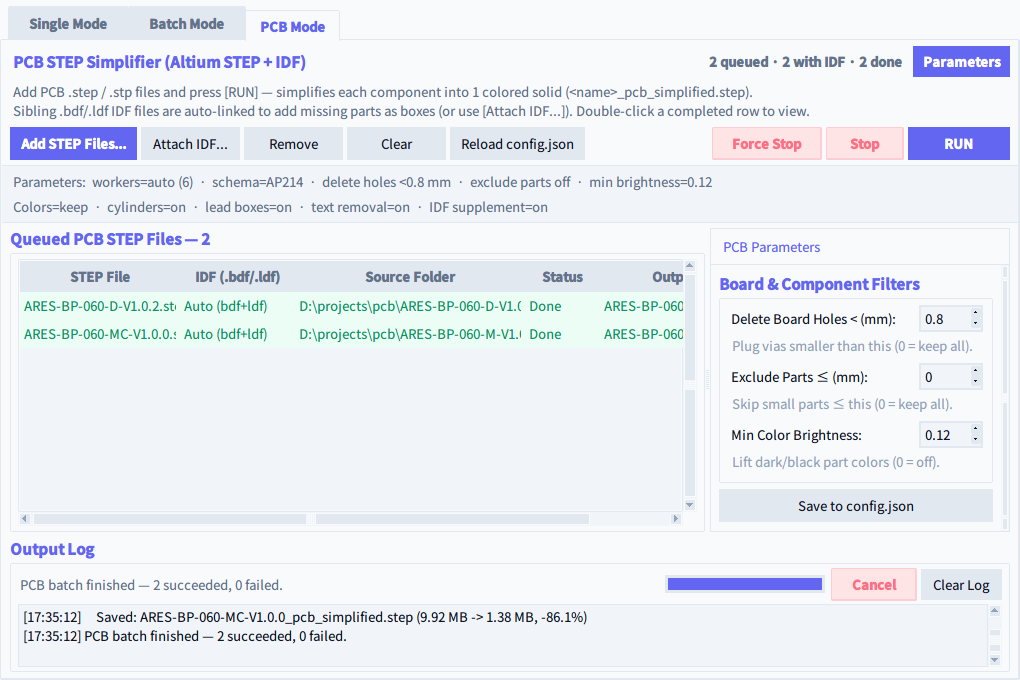 Single Mode
Batch Mode
PCB Mode
PCB STEP Simplifier (Altium STEP + IDF)
2 queued · 2 with IDF · 2 done
Parameters
Add PCB .step / .stp files and press [RUN] — simplifies each component into 1 colored solid (<name>_pcb_simplified.step).
Sibling .bdf/.ldf IDF files are auto-linked to add missing parts as boxes (or use [Attach IDF...]). Double-click a completed row to view.
Add STEP Files...
Attach IDF...
Remove
Clear
Reload config.json
Force Stop
Stop
RUN
Parameters: workers=auto (6) · schema=AP214 · delete holes <0.8 mm · exclude parts off · min brightness=0.12
Colors=keep · cylinders=on · lead boxes=on · text removal=on · IDF supplement=on
Queued PCB STEP Files — 2
STEP File IDF (.bdf/.ldf) Source Folder Status Outp
ARES-BP-060-D-V1.0.2.ste Auto (bdf+ldf) D:\projects\pcb\ARES-BP-060-D-V1.0 Done ARES-BP-060
ARES-BP-060-MC-V1.0.0.s Auto (bdf+ldf) D:\projects\pcb\ARES-BP-060-M-V1.0 Done ARES-BP-060
PCB Parameters
Board & Component Filters
Delete Board Holes < (mm): 0.8
Plug vias smaller than this (0 = keep all).
Exclude Parts ≤ (mm): 0
Skip small parts ≤ this (0 = keep all).
Min Color Brightness: 0.12
Lift dark/black part colors (0 = off).
Save to config.json
Output Log
PCB batch finished — 2 succeeded, 0 failed.
Cancel
Clear Log
[17:35:12] Saved: ARES-BP-060-MC-V1.0.0_pcb_simplified.step (9.92 MB -> 1.38 MB, -86.1%)
[17:35:12] PCB batch finished — 2 succeeded, 0 failed.